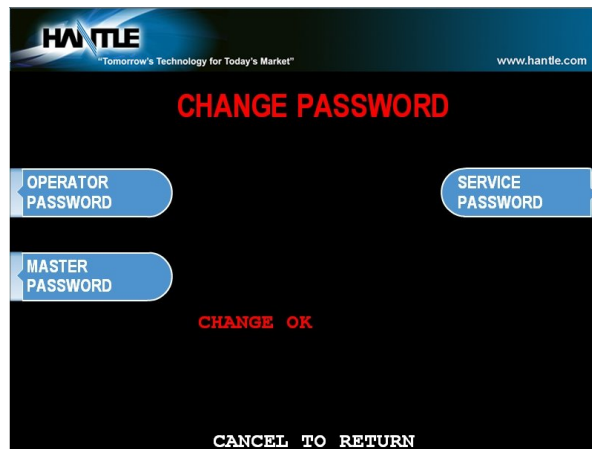 HANTLE
"Tomorrow's Technology for Today's Market"
www.hantle.com
CHANGE PASSWORD
OPERATOR
PASSWORD
SERVICE
PASSWORD
MASTER
PASSWORD
CHANGE OK
CANCEL TO RETURN